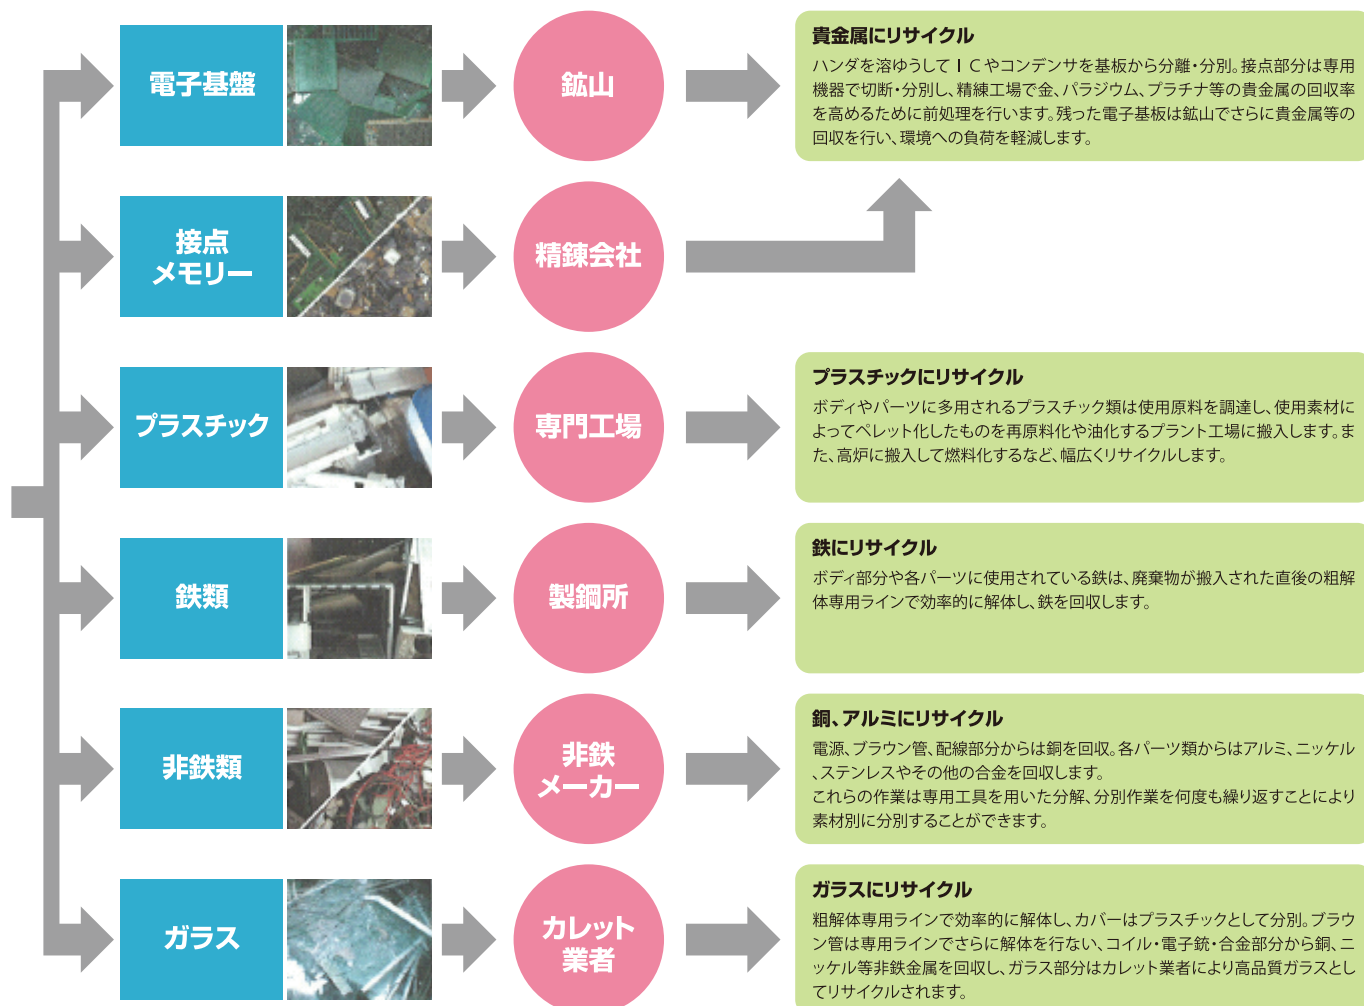 電子基盤
鉱山
貴金属にリサイクル
ハンダを溶ゆうしてＩＣやコンデンサを基板から分離・分別。接点部分は専用
機器で切断・分別し、精練工場で金、パラジウム、プラチナ等の貴金属の回収率
を高めるために前処理を行います。残った電子基板は鉱山でさらに貴金属等の
回収を行い、環境への負荷を軽減します。
接点
メモリー
精錬会社
プラスチック
専門工場
プラスチックにリサイクル
ボディやパーツに多用されるプラスチック類は使用原料を調達し、使用素材に
よってペレット化したものを再原料化や油化するプラント工場に搬入します。ま
た、高炉に搬入して燃料化するなど、幅広くリサイクルします。
鉄類
製鋼所
鉄にリサイクル
ボディ部分や各パーツに使用されている鉄は、廃棄物が搬入された直後の粗解
体専用ラインで効率的に解体し、鉄を回収します。
非鉄類
非鉄
メーカー
銅、アルミにリサイクル
電源、ブラウン管、配線部分からは銅を回収。各パーツ類からはアルミ、ニッケル
、ステンレスやその他の合金を回収します。
これらの作業は専用工具を用いた分解、分別作業を何度も繰り返すことにより
素材別に分別することができます。
ガラス
カレット
業者
ガラスにリサイクル
粗解体専用ラインで効率的に解体し、カバーはプラスチックとして分別。ブラウ
ン管は専用ラインでさらに解体を行ない、コイル・電子銃・合金部分から銅、ニ
ッケル等非鉄金属を回収し、ガラス部分はカレット業者により高品質ガラスとし
てリサイクルされます。